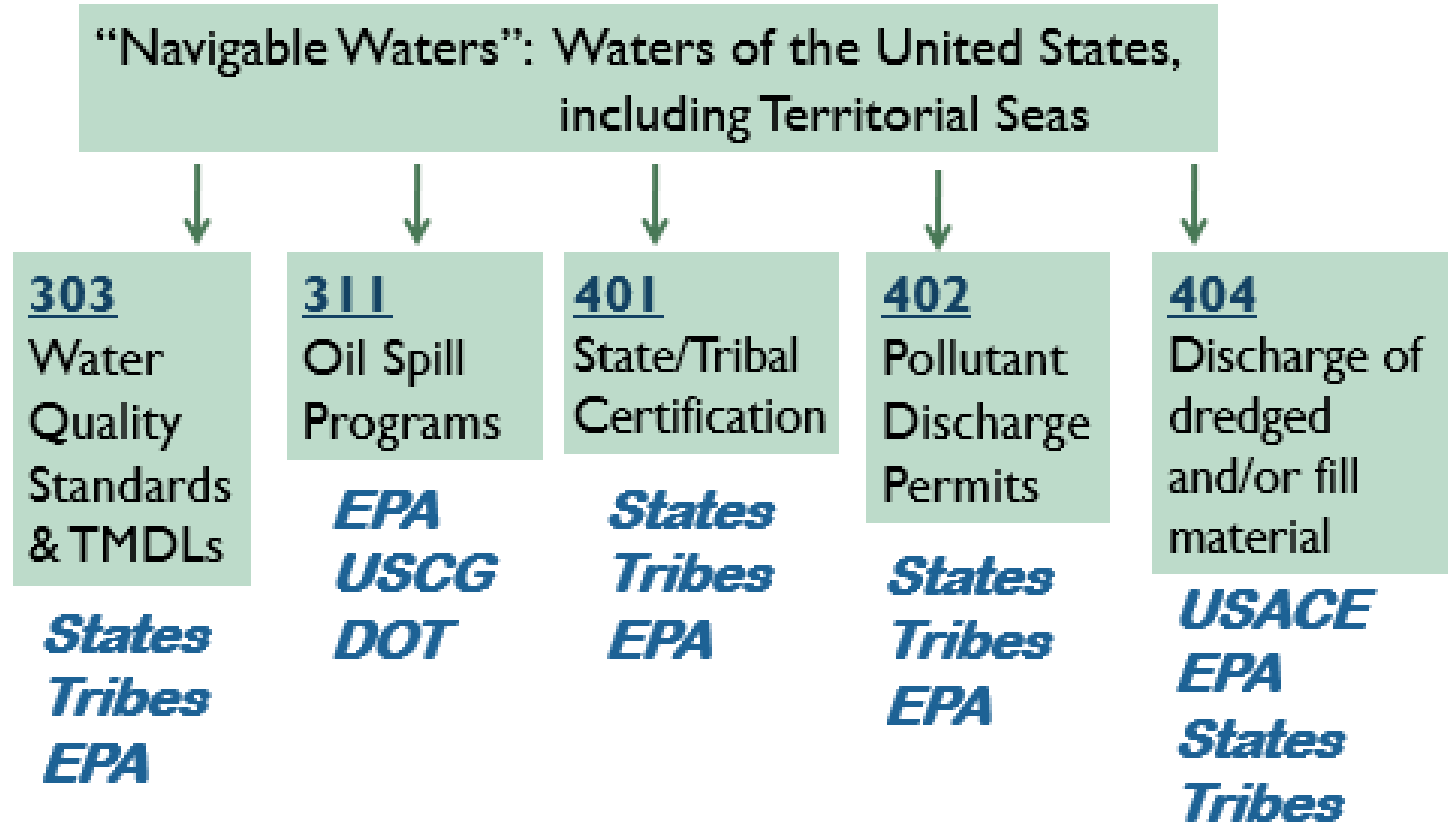 “Navigable Waters”: Waters of the United States,
including Territorial Seas
303
Water
Quality
Standards
& TMDLs
States
Tribes
EPA
311
Oil Spill
Programs
EPA
USCG
DOT
401
State/Tribal
Certification
States
Tribes
EPA
402
Pollutant
Discharge
Permits
States
Tribes
EPA
404
Discharge of
dredged
and/or fill
material
USACE
EPA
States
Tribes